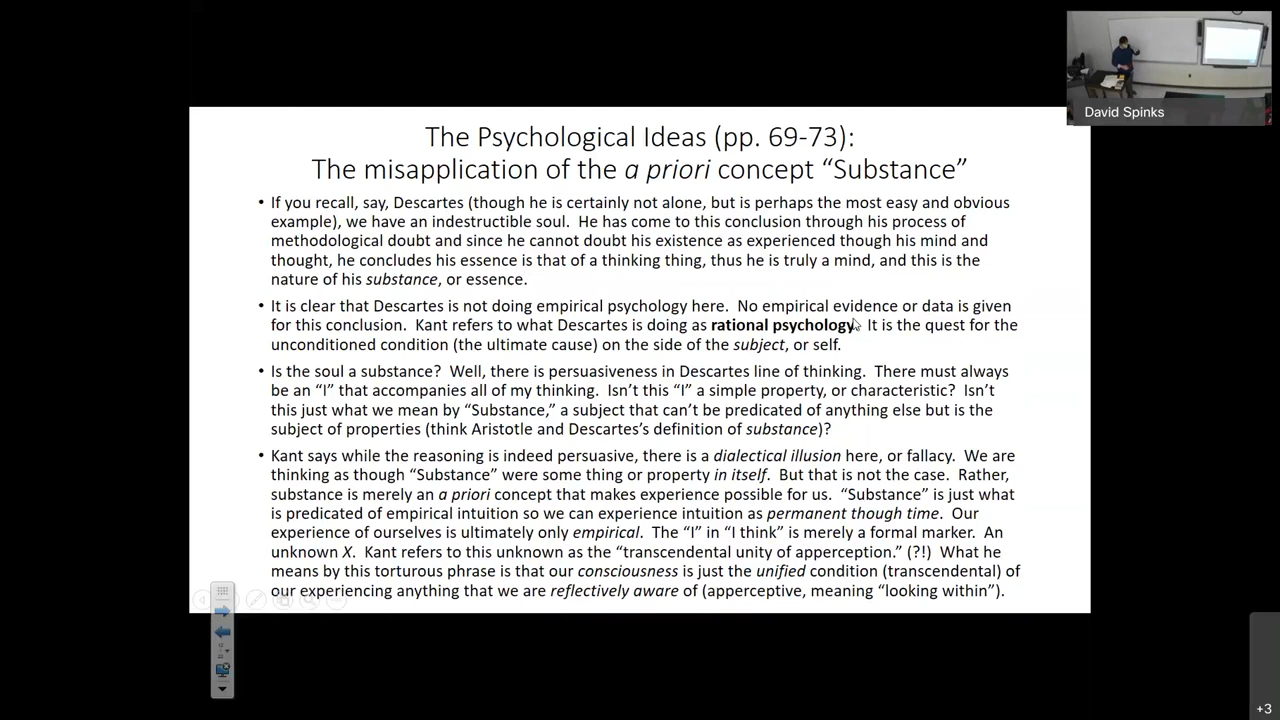 David Spinks
The Psychological Ideas (pp. 69-73):
The misapplication of the a priori concept “Substance”
• If you recall, say, Descartes (though he is certainly not alone, but is perhaps the most easy and obvious
example), we have an indestructible soul.  He has come to this conclusion through his process of
methodological doubt and since he cannot doubt his existence as experienced though his mind and
thought, he concludes his essence is that of a thinking thing, thus he is truly a mind, and this is the
nature of his substance, or essence.
• It is clear that Descartes is not doing empirical psychology here.  No empirical evidence or data is given
for this conclusion.  Kant refers to what Descartes is doing as rational psychology.  It is the quest for the
unconditioned condition (the ultimate cause) on the side of the subject, or self.
• Is the soul a substance?  Well, there is persuasiveness in Descartes line of thinking.  There must always
be an “I” that accompanies all of my thinking.  Isn’t this “I” a simple property, or characteristic?  Isn’t
this just what we mean by “Substance,” a subject that can’t be predicated of anything else but is the
subject of properties (think Aristotle and Descartes’s definition of substance)?
• Kant says while the reasoning is indeed persuasive, there is a dialectical illusion here, or fallacy.  We are
thinking as though “Substance” were some thing or property in itself.  But that is not the case.  Rather,
substance is merely an a priori concept that makes experience possible for us.  “Substance” is just what
is predicated of empirical intuition so we can experience intuition as permanent though time.  Our
experience of ourselves is ultimately only empirical.  The “I” in “I think” is merely a formal marker.  An
unknown X.  Kant refers to this unknown as the “transcendental unity of apperception.” (?!)  What he
means by this torturous phrase is that our consciousness is just the unified condition (transcendental) of
our experiencing anything that we are reflectively aware of (apperceptive, meaning “looking within”).
+3